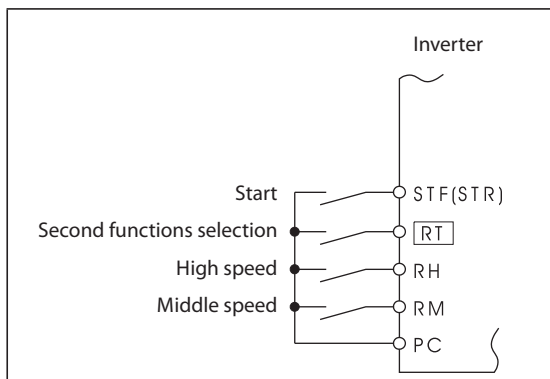 Inverter
Start STF(STR)
Second functions selection RT
High speed RH
Middle speed RM
PC